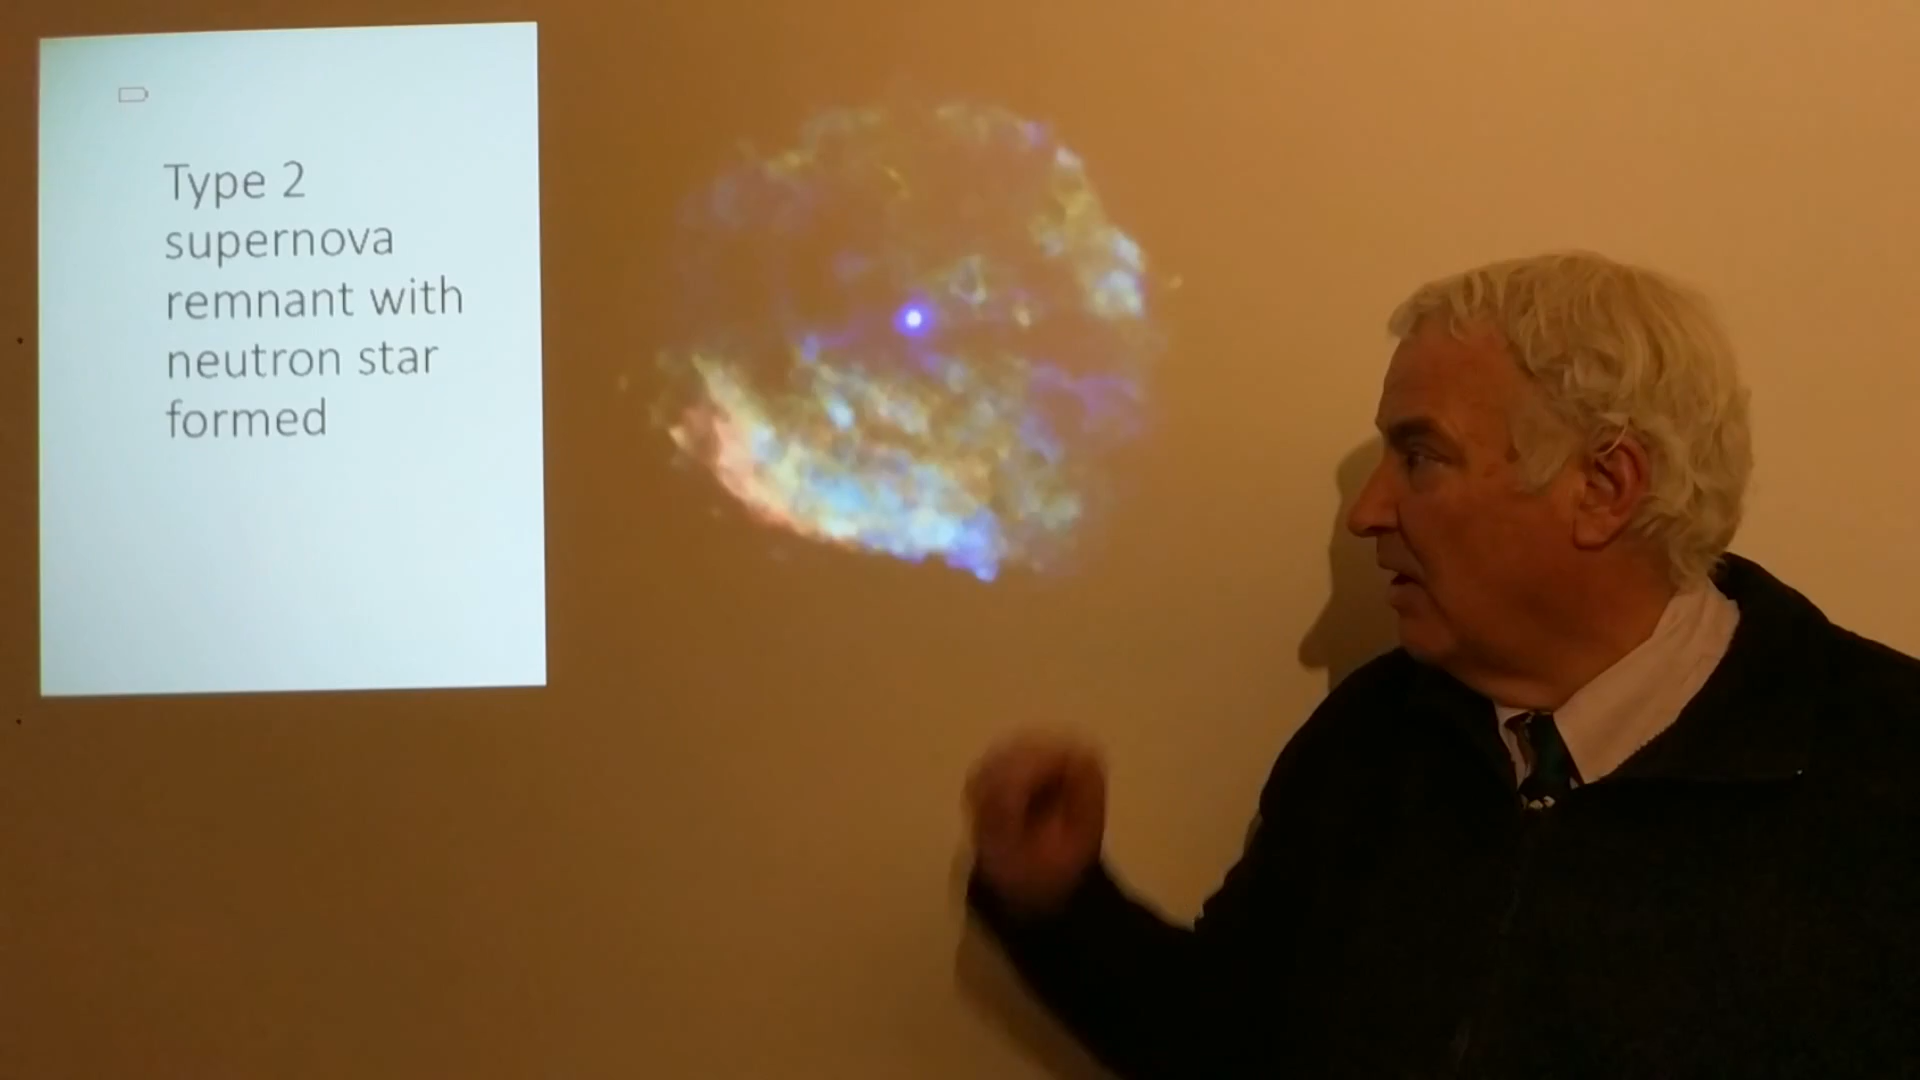 Type 2
supernova
remnant with
neutron star
formed